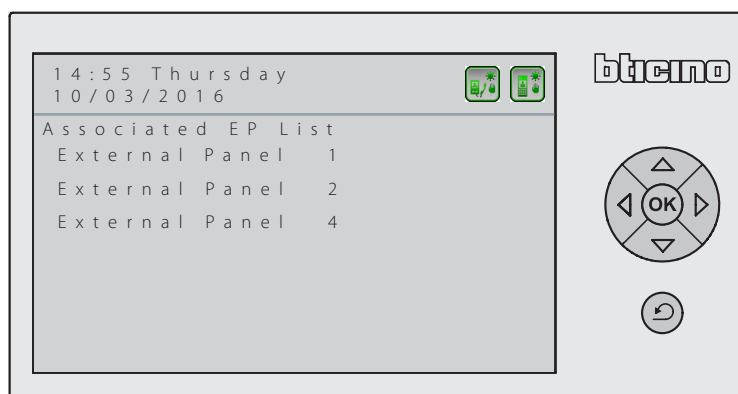 14:55 Thursday
10/03/2016
Associated EP List
External Panel 1
External Panel 2
External Panel 4
bticino
OK